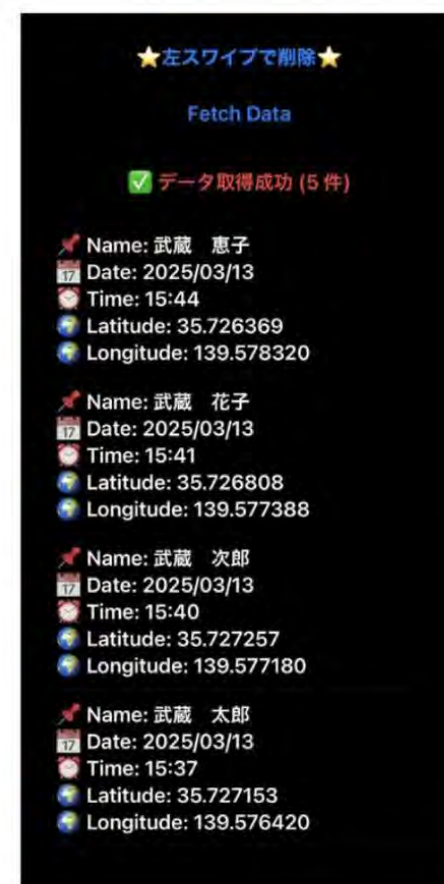 ⭐左スワイプで削除⭐
Fetch Data
✅ データ取得成功 (5 件)
📌 Name: 武蔵　恵子
📅 Date: 2025/03/13
⏰ Time: 15:44
🌍 Latitude: 35.726369
🌍 Longitude: 139.578320
📌 Name: 武蔵　花子
📅 Date: 2025/03/13
⏰ Time: 15:41
🌍 Latitude: 35.726808
🌍 Longitude: 139.577388
📌 Name: 武蔵　次郎
📅 Date: 2025/03/13
⏰ Time: 15:40
🌍 Latitude: 35.727257
🌍 Longitude: 139.577180
📌 Name: 武蔵　太郎
📅 Date: 2025/03/13
⏰ Time: 15:37
🌍 Latitude: 35.727153
🌍 Longitude: 139.576420